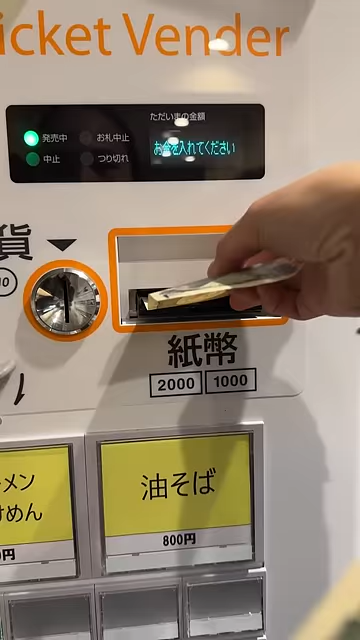 icket Vender
ただいまの金額
発売中 お札中止
お金を入れてください
中止 つり切れ
貨
紙幣
2000 1000
ーメン
けめん
油そば
円
800円